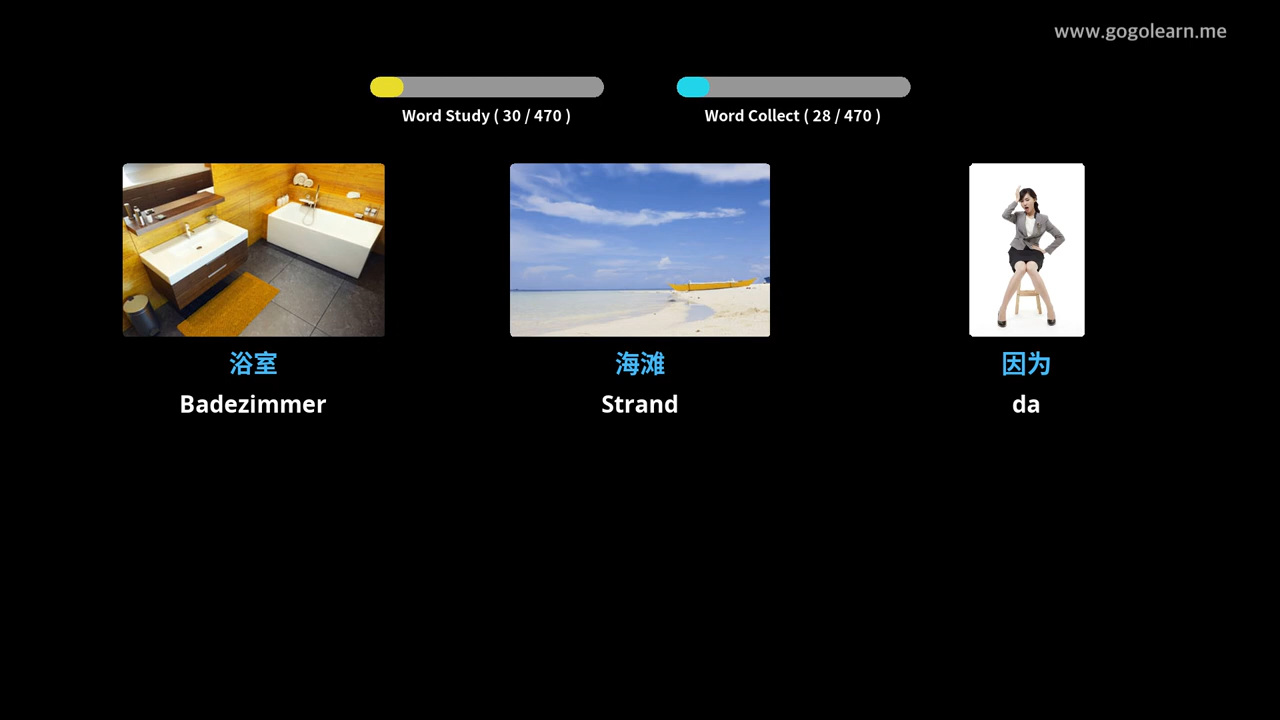 www.gogolearn.me
Word Study ( 30 / 470 )
Word Collect ( 28 / 470 )
浴室
海滩
因为
Badezimmer
Strand
da